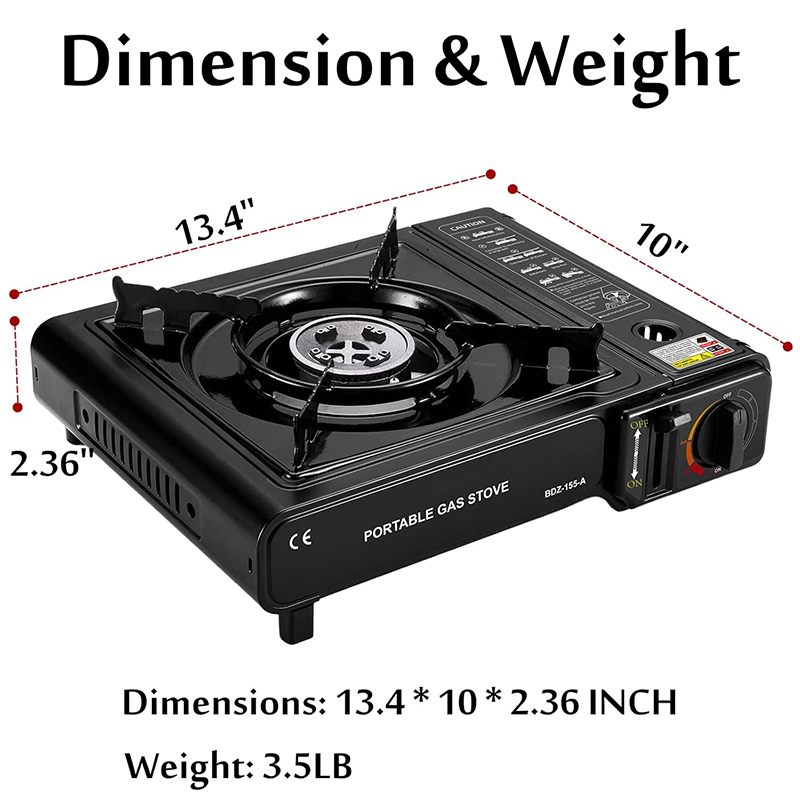 Dimension & Weight
13.4"
10"
2.36"
CAUTION
OFF
OFF
ON
ON
BDZ-155-A
PORTABLE GAS STOVE
CE
Dimensions: 13.4 * 10 * 2.36 INCH
Weight: 3.5LB